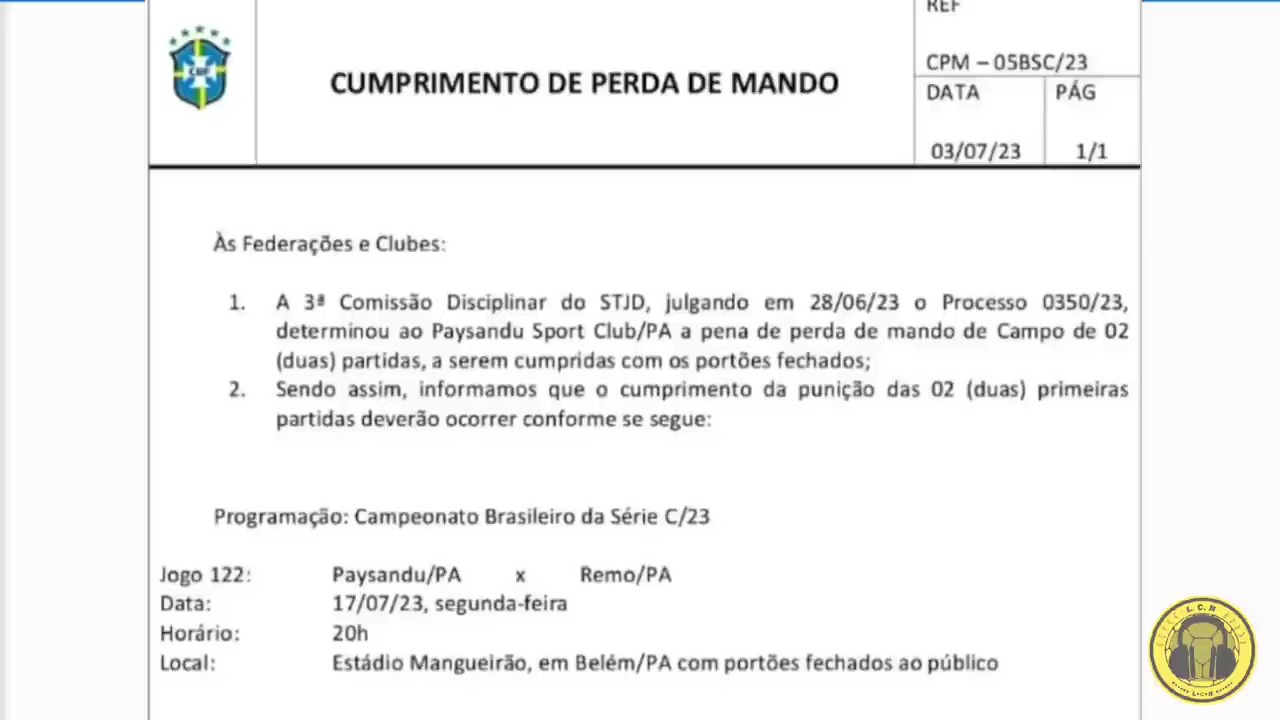 REF
CBF
CUMPRIMENTO DE PERDA DE MANDO
CPM – 05BSC/23
DATA PÁG
03/07/23 1/1
Às Federações e Clubes:
1. A 3ª Comissão Disciplinar do STJD, julgando em 28/06/23 o Processo 0350/23,
determinou ao Paysandu Sport Club/PA a pena de perda de mando de Campo de 02
(duas) partidas, a serem cumpridas com os portões fechados;
2. Sendo assim, informamos que o cumprimento da punição das 02 (duas) primeiras
partidas deverão ocorrer conforme se segue:
Programação: Campeonato Brasileiro da Série C/23
Jogo 122: Paysandu/PA x Remo/PA
Data: 17/07/23, segunda-feira
Horário: 20h
Local: Estádio Mangueirão, em Belém/PA com portões fechados ao público